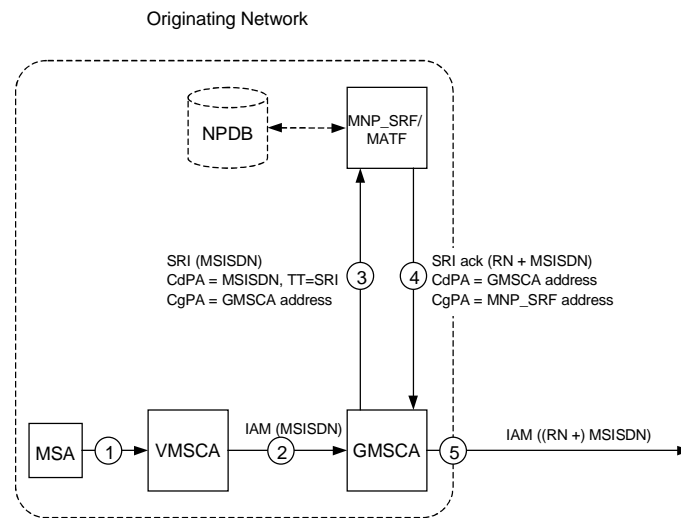 Originating Network
NPDB
MNP_SRF/
MATF
SRI (MSISDN)
CdPA = MSISDN, TT=SRI
CgPA = GMSCA address
3
4
SRI ack (RN + MSISDN)
CdPA = GMSCA address
CgPA = MNP_SRF address
MSA
1
VMSCA
IAM (MSISDN)
2
GMSCA
5
IAM ((RN +) MSISDN)